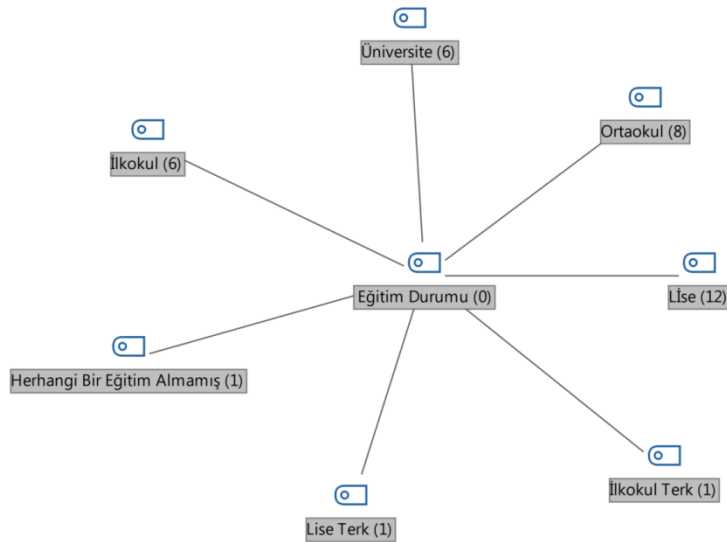 Üniversite (6)
Ortaokul (8)
İlkokul (6)
Eğitim Durumu (0)
Lİse (12)
Herhangi Bir Eğitim Almamış (1)
İlkokul Terk (1)
Lise Terk (1)